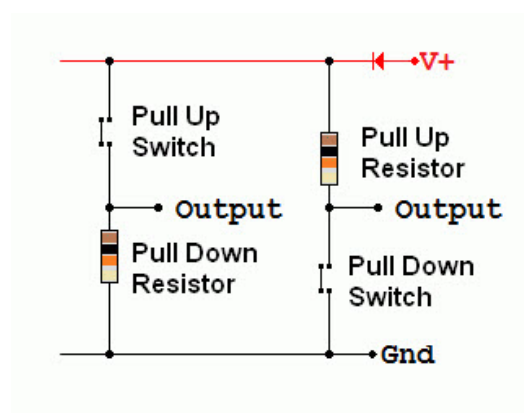 V+
Pull Up
Switch
Pull Up
Resistor
Output
Output
Pull Down
Resistor
Pull Down
Switch
Gnd